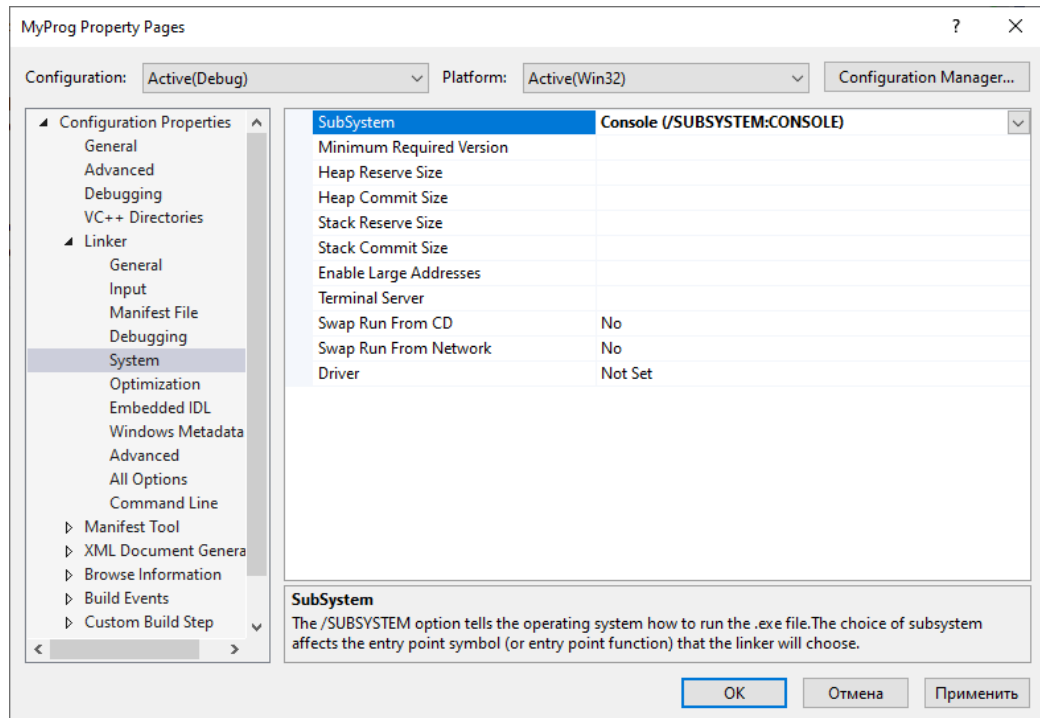 MyProg Property Pages
Configuration: Active(Debug) Platform: Active(Win32) Configuration Manager...
Configuration Properties
General
Advanced
Debugging
VC++ Directories
Linker
General
Input
Manifest File
Debugging
System
Optimization
Embedded IDL
Windows Metadata
Advanced
All Options
Command Line
Manifest Tool
XML Document Genera
Browse Information
Build Events
Custom Build Step
SubSystem Console (/SUBSYSTEM:CONSOLE)
Minimum Required Version
Heap Reserve Size
Heap Commit Size
Stack Reserve Size
Stack Commit Size
Enable Large Addresses
Terminal Server
Swap Run From CD No
Swap Run From Network No
Driver Not Set
SubSystem
The /SUBSYSTEM option tells the operating system how to run the .exe file.The choice of subsystem
affects the entry point symbol (or entry point function) that the linker will choose.
OK Отмена Применить